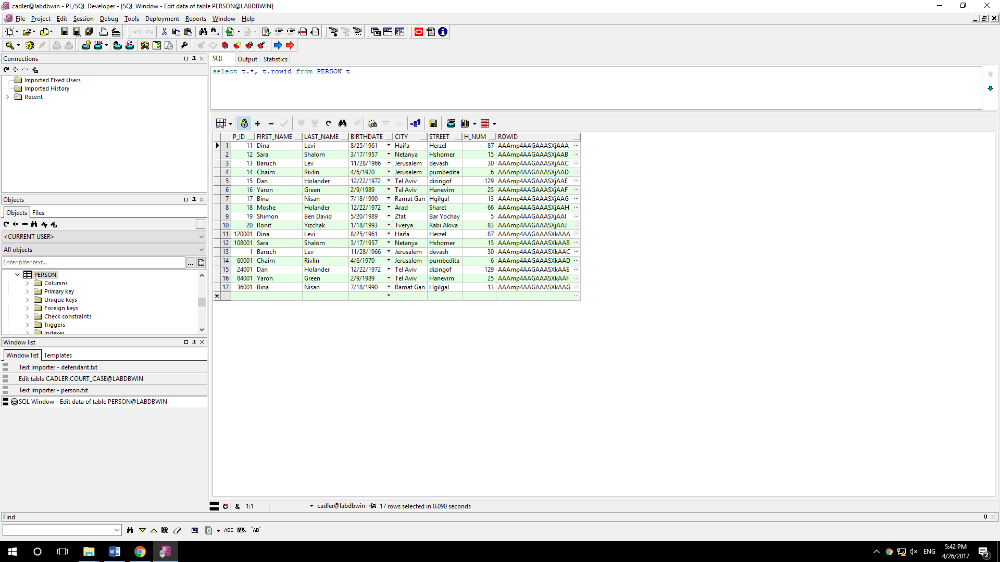 cadler@labdbwin - PL/SQL Developer - [SQL Window - Edit data of table PERSON@LABDBWIN]
File Project Edit Session Debug Tools Deployment Reports Window Help
Connections
Imported Fixed Users
Imported History
Recent
Objects
Objects Files
<CURRENT USER>
All objects
Enter filter text...
PERSON
Columns
Primary key
Unique keys
Foreign keys
Check constraints
Triggers
Indexes
Window list
Window list Templates
Text Importer - defendant.txt
Edit table CADLER.COURT_CASE@LABDBWIN
Text Importer - person.txt
SQL Window - Edit data of table PERSON@LABDBWIN
SQL Output Statistics
select t.*, t.rowid from PERSON t
P_ID FIRST_NAME LAST_NAME BIRTHDATE CITY STREET H_NUM ROWID
1 11 Dina Levi 8/25/1961 Haifa Herzel 87 AAAmp4AAGAAASXjAAA
2 12 Sara Shalom 3/17/1957 Netanya Hshomer 15 AAAmp4AAGAAASXjAAB
3 13 Baruch Lev 11/28/1966 Jerusalem devash 30 AAAmp4AAGAAASXjAAC
4 14 Chaim Rivlin 4/6/1970 Jerusalem pumbedita 6 AAAmp4AAGAAASXjAAD
5 15 Dan Holander 12/22/1972 Tel Aviv dizingof 129 AAAmp4AAGAAASXjAAE
6 16 Yaron Green 2/9/1989 Tel Aviv Hanevim 25 AAAmp4AAGAAASXjAAF
7 17 Bina Nisan 7/18/1990 Ramat Gan Hgilgal 13 AAAmp4AAGAAASXjAAG
8 18 Moshe Holander 12/22/1972 Arad Sharet 66 AAAmp4AAGAAASXjAAH
9 19 Shimon Ben David 5/20/1989 Zfat Bar Yochay 5 AAAmp4AAGAAASXjAAI
10 20 Ronit Yizchak 1/18/1993 Tverya Rabi Akiva 83 AAAmp4AAGAAASXjAAJ
11 120001 Dina Levi 8/25/1961 Haifa Herzel 87 AAAmp4AAGAAASXkAAA
12 108001 Sara Shalom 3/17/1957 Netanya Hshomer 15 AAAmp4AAGAAASXkAAB
13 1 Baruch Lev 11/28/1966 Jerusalem devash 30 AAAmp4AAGAAASXkAAC
14 60001 Chaim Rivlin 4/6/1970 Jerusalem pumbedita 6 AAAmp4AAGAAASXkAAD
15 24001 Dan Holander 12/22/1972 Tel Aviv dizingof 129 AAAmp4AAGAAASXkAAE
16 84001 Yaron Green 2/9/1989 Tel Aviv Hanevim 25 AAAmp4AAGAAASXkAAF
17 36001 Bina Nisan 7/18/1990 Ramat Gan Hgilgal 13 AAAmp4AAGAAASXkAAG
& 1:1 cadler@labdbwin 17 rows selected in 0.090 seconds
Find
ABC "AB"
ENG 5:42 PM
4/26/2017 2